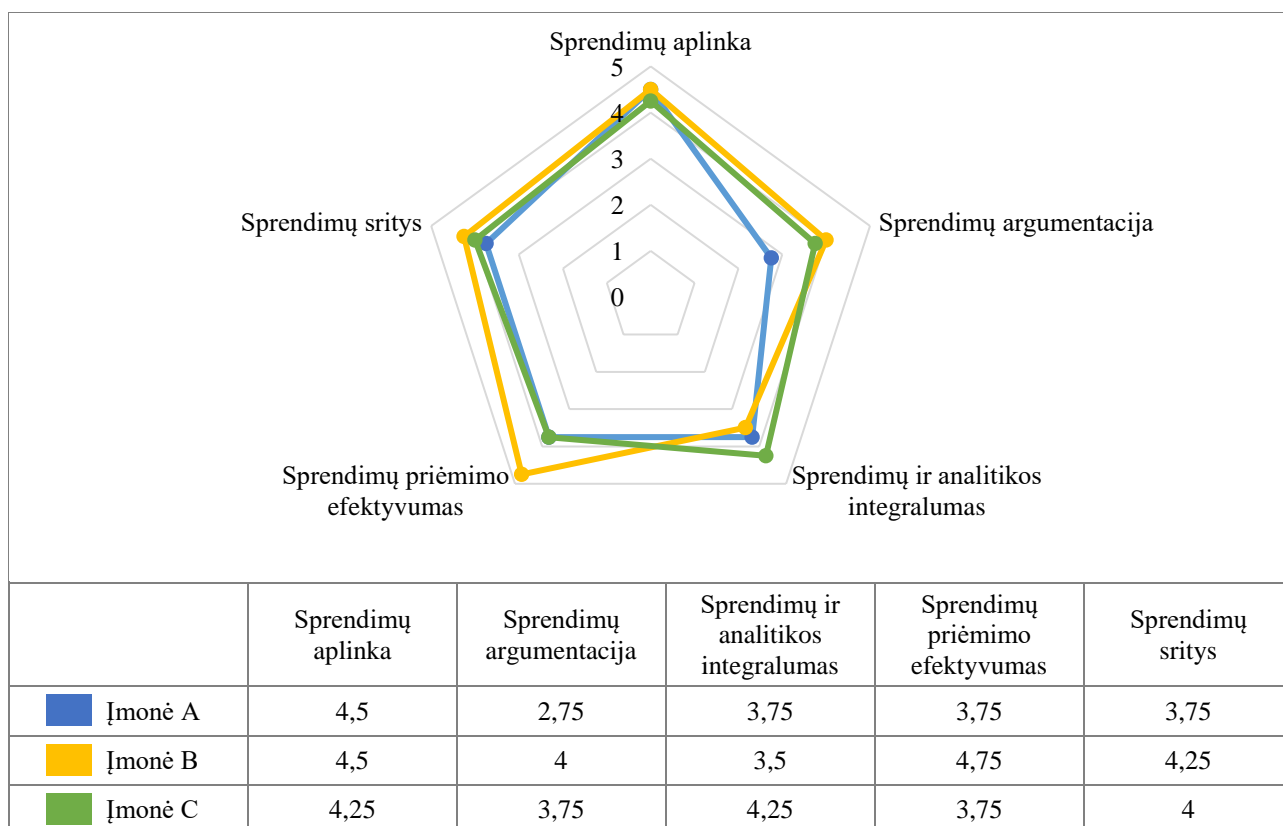 Sprendimų aplinka
5
4
3
2
1
0
Sprendimų argumentacija
Sprendimų ir analitikos
integralumas
Sprendimų priėmimo
efektyvumas
Sprendimų sritys
Sprendimų
aplinka
Sprendimų
argumentacija
Sprendimų ir
analitikos
integralumas
Sprendimų
priėmimo
efektyvumas
Sprendimų
sritys
Įmonė A 4,5 2,75 3,75 3,75 3,75
Įmonė B 4,5 4 3,5 4,75 4,25
Įmonė C 4,25 3,75 4,25 3,75 4